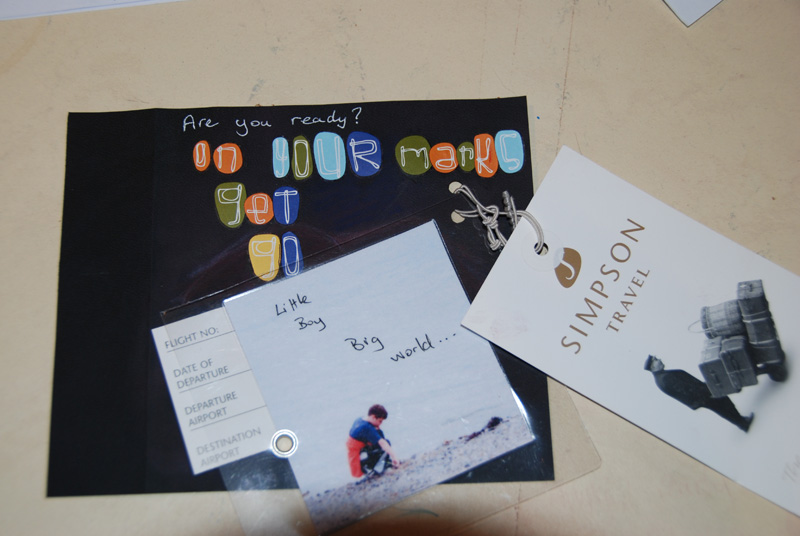 Are you ready?
on YOUR marks
get
go
Little
Boy
Big
world...
FLIGHT NO:
DATE OF
DEPARTURE
DEPARTURE
AIRPORT
DESTINATION
AIRPORT
J
SIMPSON
TRAVEL